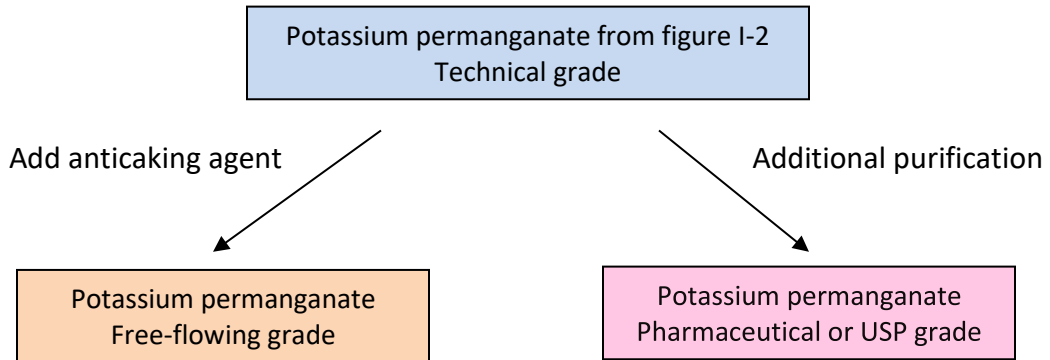 Potassium permanganate from figure I-2
Technical grade
Add anticaking agent
Additional purification
Potassium permanganate
Free-flowing grade
Potassium permanganate
Pharmaceutical or USP grade